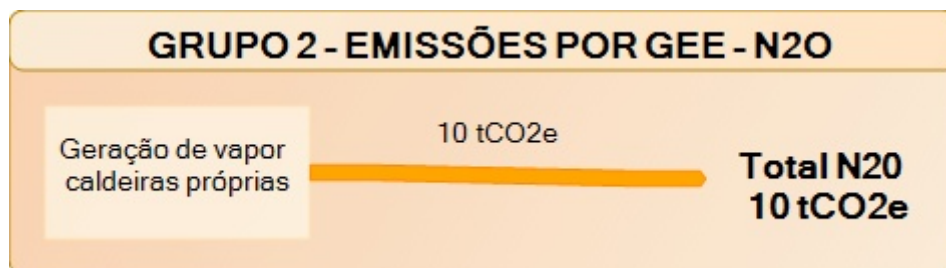 GRUPO 2 - EMISSÕES POR GEE - N2O
Geração de vapor
caldeiras próprias
10 tCO2e
Total N20
10 tCO2e